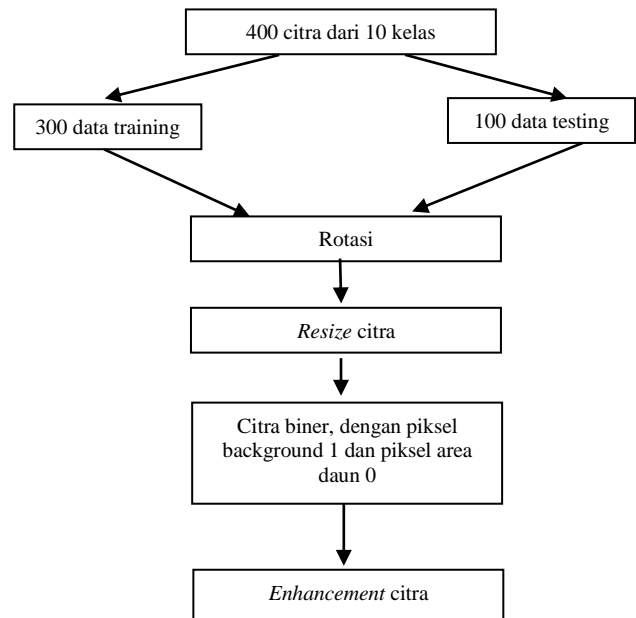 400 citra dari 10 kelas
300 data training
100 data testing
Rotasi
Resize citra
Citra biner, dengan piksel
background 1 dan piksel area
daun 0
Enhancement citra